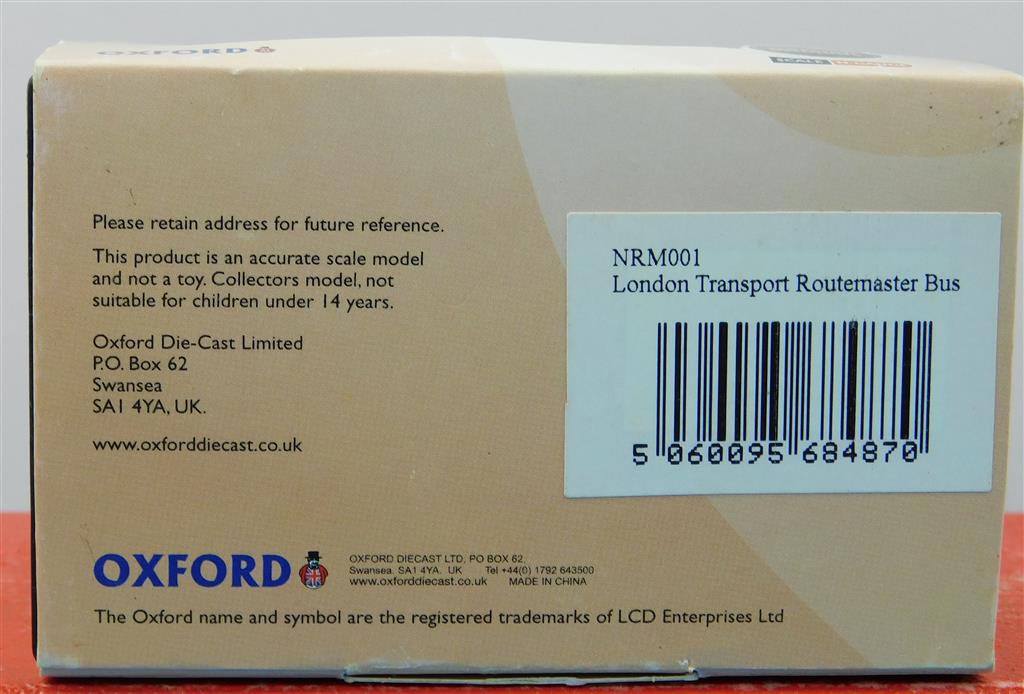 OXFORD
SCALE
Please retain address for future reference.
This product is an accurate scale model
and not a toy. Collectors model, not
suitable for children under 14 years.
Oxford Die-Cast Limited
P.O. Box 62
Swansea
SA1 4YA, UK.
www.oxforddiecast.co.uk
NRM001
London Transport Routemaster Bus
5 060095 684870
OXFORD
OXFORD DIECAST LTD, PO BOX 62,
Swansea. SA1 4YA. UK Tel +44(0) 1792 643500
www.oxforddiecast.co.uk MADE IN CHINA
The Oxford name and symbol are the registered trademarks of LCD Enterprises Ltd